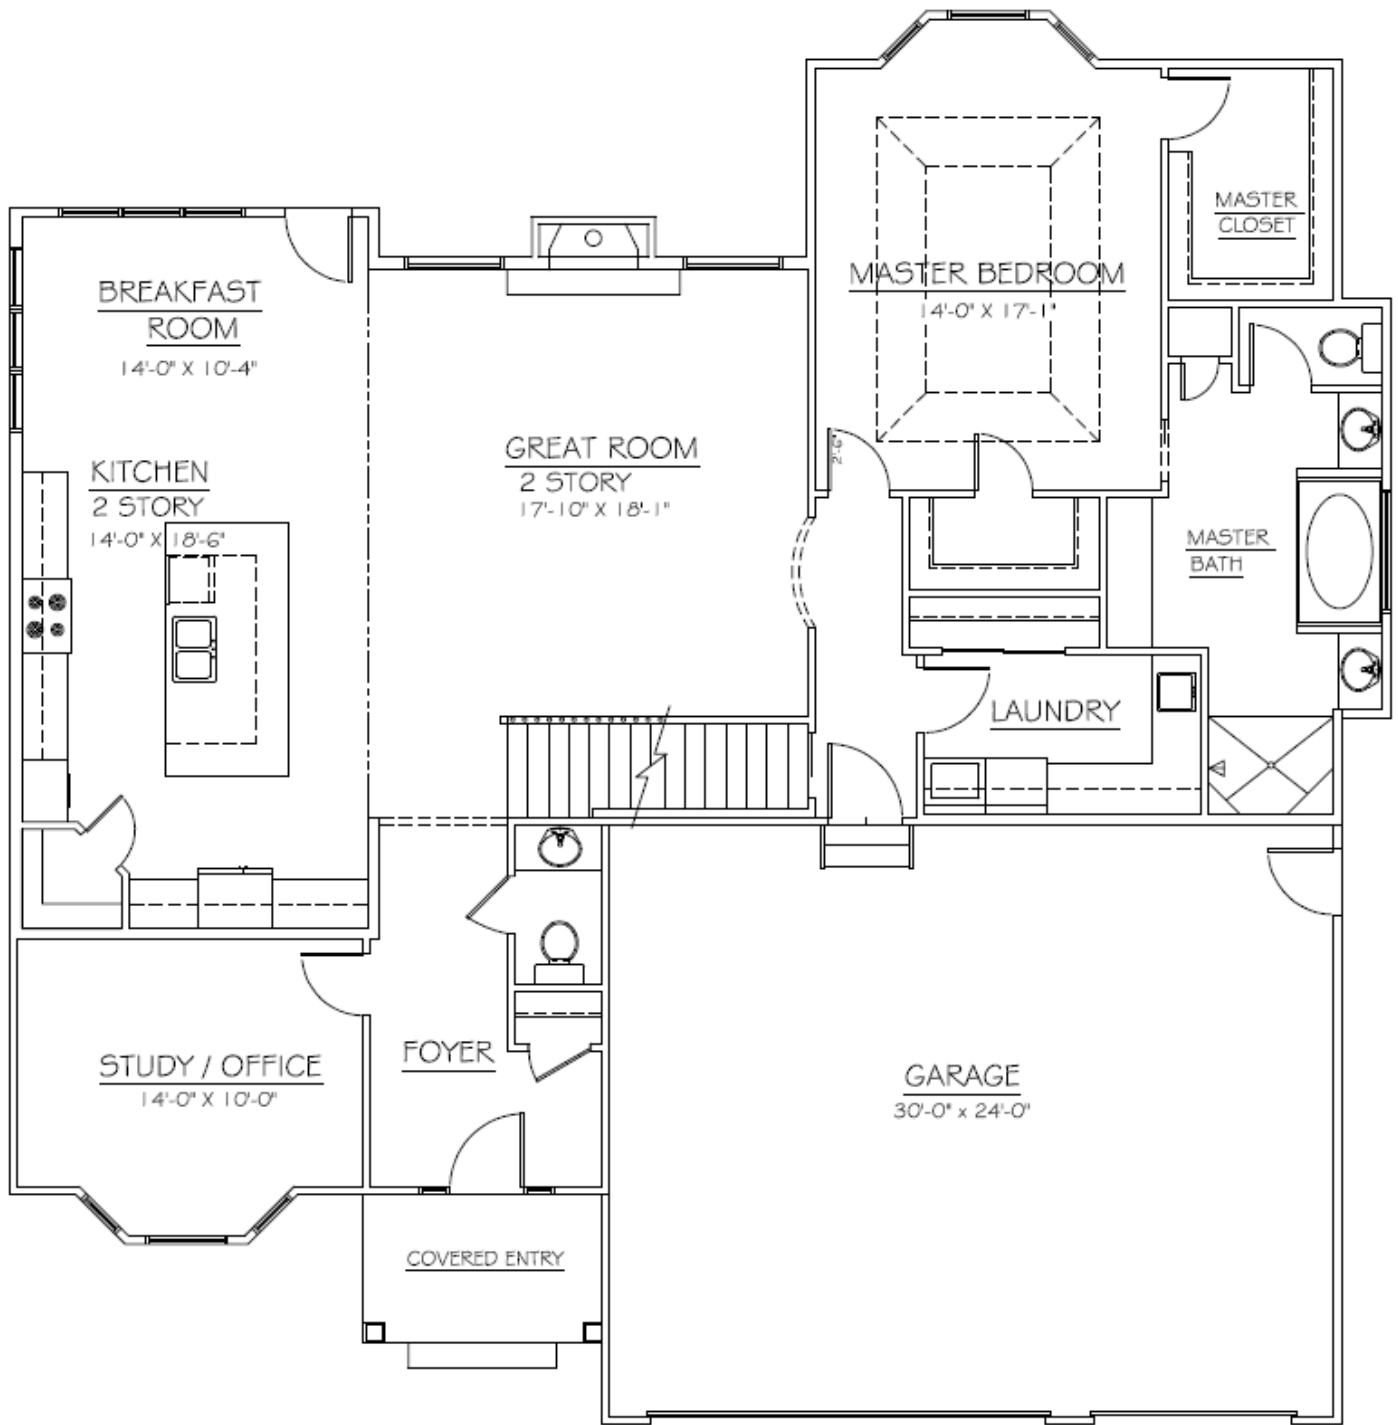 MASTER
CLOSET
MASTER BEDROOM
14'-0" X 17'-1"
BREAKFAST
ROOM
14'-0" X 10'-4"
GREAT ROOM
2 STORY
17'-10" X 18'-1"
2'-6"
KITCHEN
2 STORY
14'-0" X 18'-6"
MASTER
BATH
LAUNDRY
FOYER
STUDY / OFFICE
14'-0" X 10'-0"
GARAGE
30'-0" x 24'-0"
COVERED ENTRY